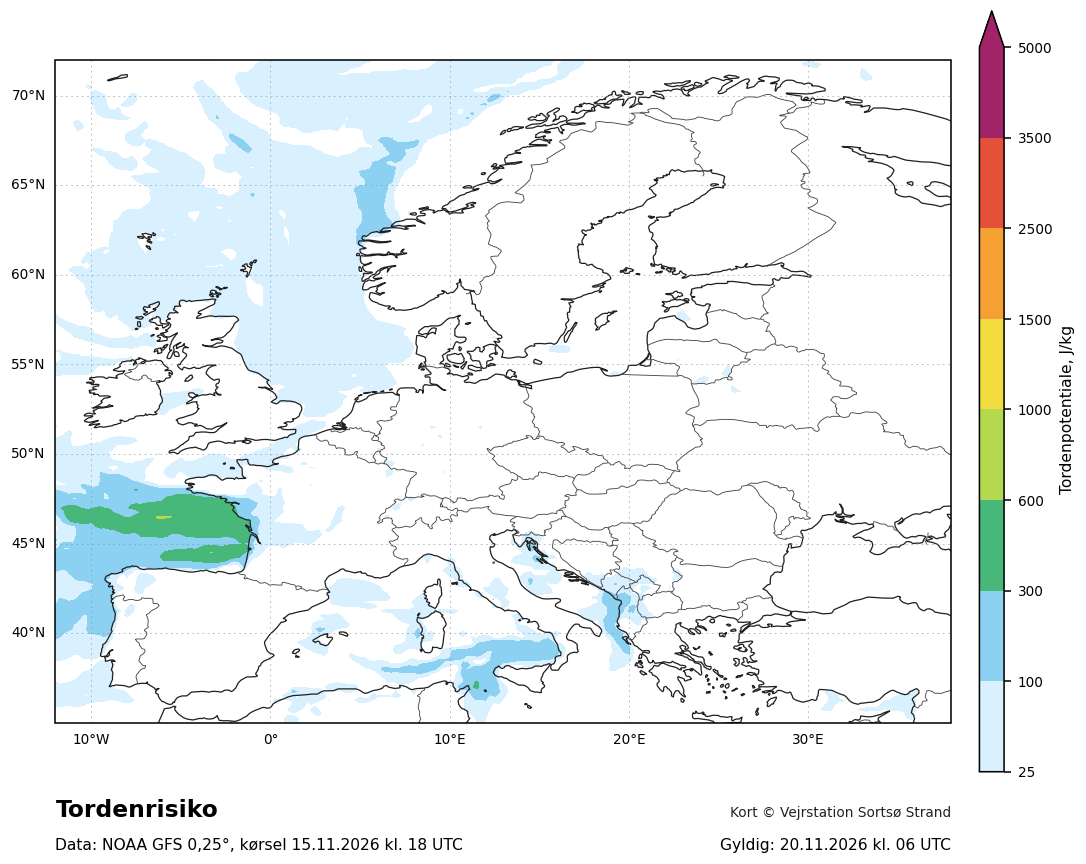 70°N
65°N
60°N
55°N
50°N
45°N
40°N
10°W
0°
10°E
20°E
30°E
5000
3500
2500
1500
1000
600
300
100
25
Tordenpotentiale, J/kg
Tordenrisiko
Kort © Vejrstation Sortsø Strand
Data: NOAA GFS 0,25°, kørsel 15.11.2026 kl. 18 UTC
Gyldig: 20.11.2026 kl. 06 UTC